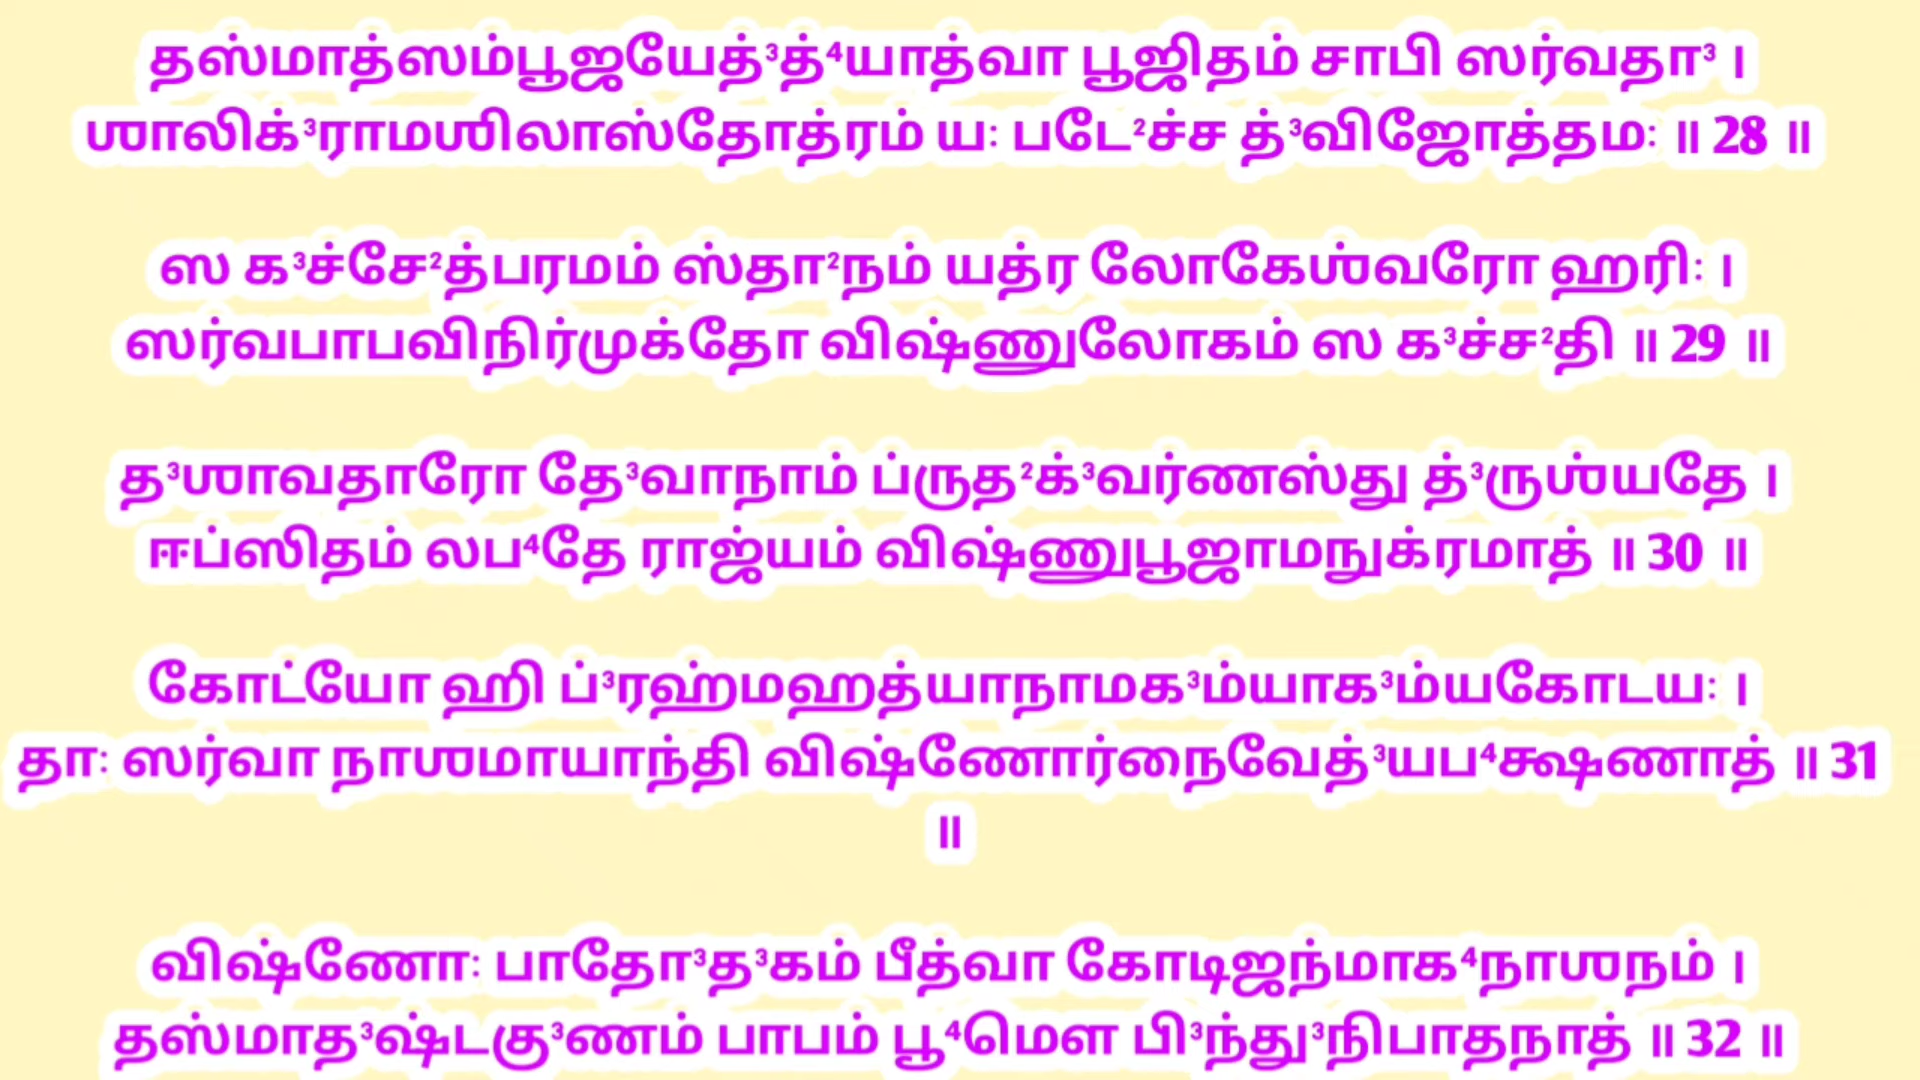 தஸ்மாத்ஸம்பூஜயேத்³த்⁴யாத்வா பூஜிதம் சாபி ஸர்வதா³ ।
ஶாலிக்³ராமஶிலாஸ்தோத்ரம் ய: படே²ச்ச த்³விஜோத்தம: ॥ 28 ॥
ஸ க³ச்சே²த்பரமம் ஸ்தா²நம் யத்ர லோகேஶ்வரோ ஹரி: ।
ஸர்வபாபவிநிர்முக்தோ விஷ்ணுலோகம் ஸ க³ச்ச²தி ॥ 29 ॥
த³ஶாவதாரோ தே³வாநாம் ப்ருத²க்³வர்ணஸ்து த்³ருஶ்யதே ।
ஈப்ஸிதம் லப⁴தே ராஜ்யம் விஷ்ணுபூஜாமநுக்ரமாத் ॥ 30 ॥
கோட்யோ ஹி ப்³ரஹ்மஹத்யாநாமக³ம்யாக³ம்யகோடய: ।
தா: ஸர்வா நாஶமாயாந்தி விஷ்ணோர்நைவேத்³யப⁴க்ஷணாத் ॥ 31
॥
விஷ்ணோ: பாதோ³த³கம் பீத்வா கோடிஜந்மாக⁴நாஶநம் ।
தஸ்மாத³ஷ்டகு³ணம் பாபம் பூ⁴மௌ பி³ந்து³நிபாதநாத் ॥ 32 ॥